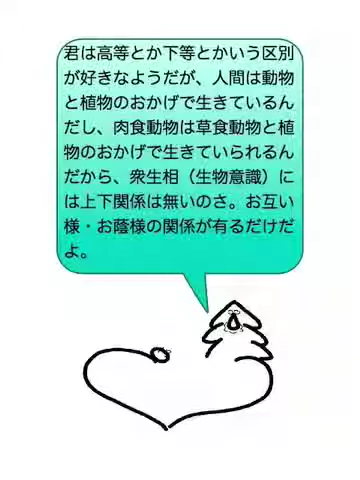 君は高等とか下等とかいう区別
が好きなようだが、人間は動物
と植物のおかげで生きているん
だし、肉食動物は草食動物と植
物のおかげで生きていられるん
だから、衆生相（生物意識）に
は上下関係は無いのさ。お互い
様・お蔭様の関係が有るだけだ
よ。